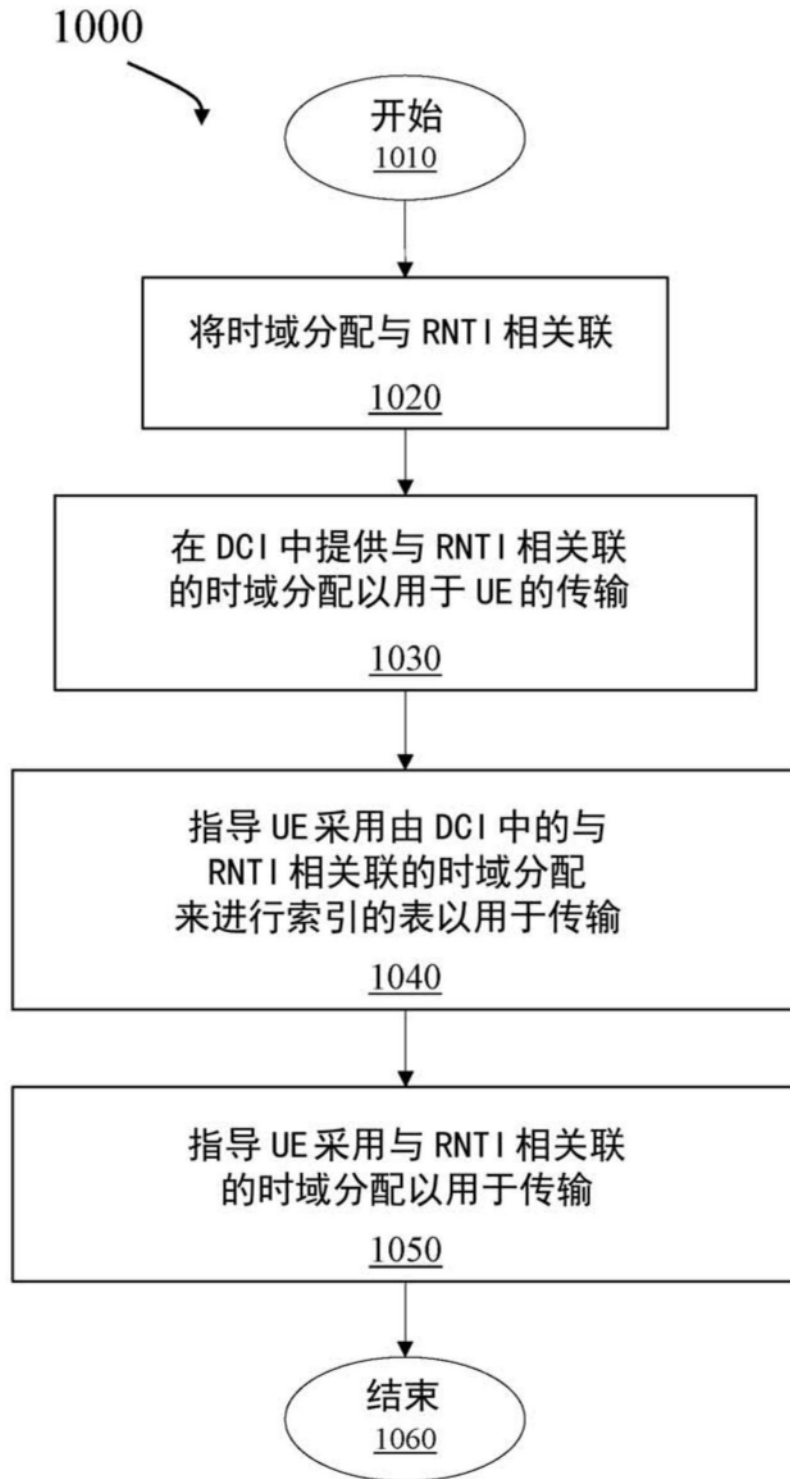 1000
开始
1010
将时域分配与 RNTI 相关联
1020
在 DCI 中提供与 RNTI 相关联
的时域分配以用于 UE 的传输
1030
指导 UE 采用由 DCI 中的与
RNTI 相关联的时域分配
来进行索引的表以用于传输
1040
指导 UE 采用与 RNTI 相关联
的时域分配以用于传输
1050
结束
1060